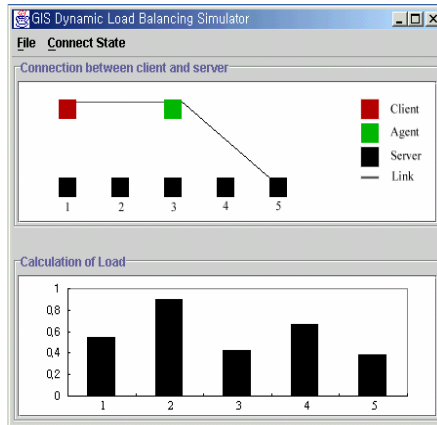 GIS Dynamic Load Balancing Simulator
File Connect State
Connection between client and server
Client
Agent
Server
Link
1 2 3 4 5
Calculation of Load
1
0,8
0,6
0,4
0,2
0
1 2 3 4 5